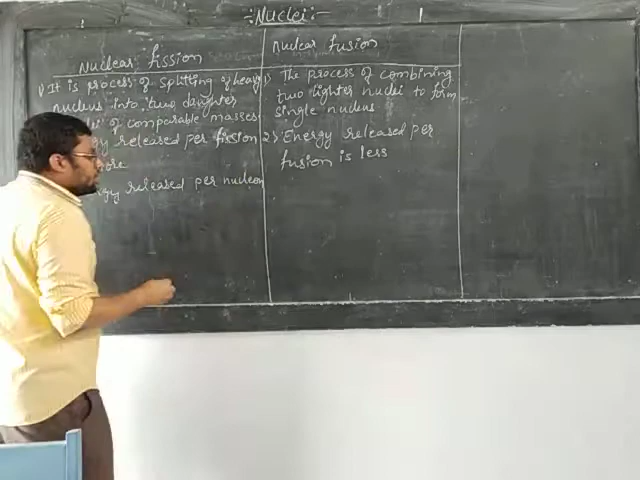 ÷Nuclei:-
Nuclear fission
1) It is process of splitting of heavy
nucleus into two daughter
of comparable masses
released per fission
released per nucleon
Nuclear fusion
1) The process of combining
two lighter nuclei to form
single nucleus
2) Energy released per
fusion is less